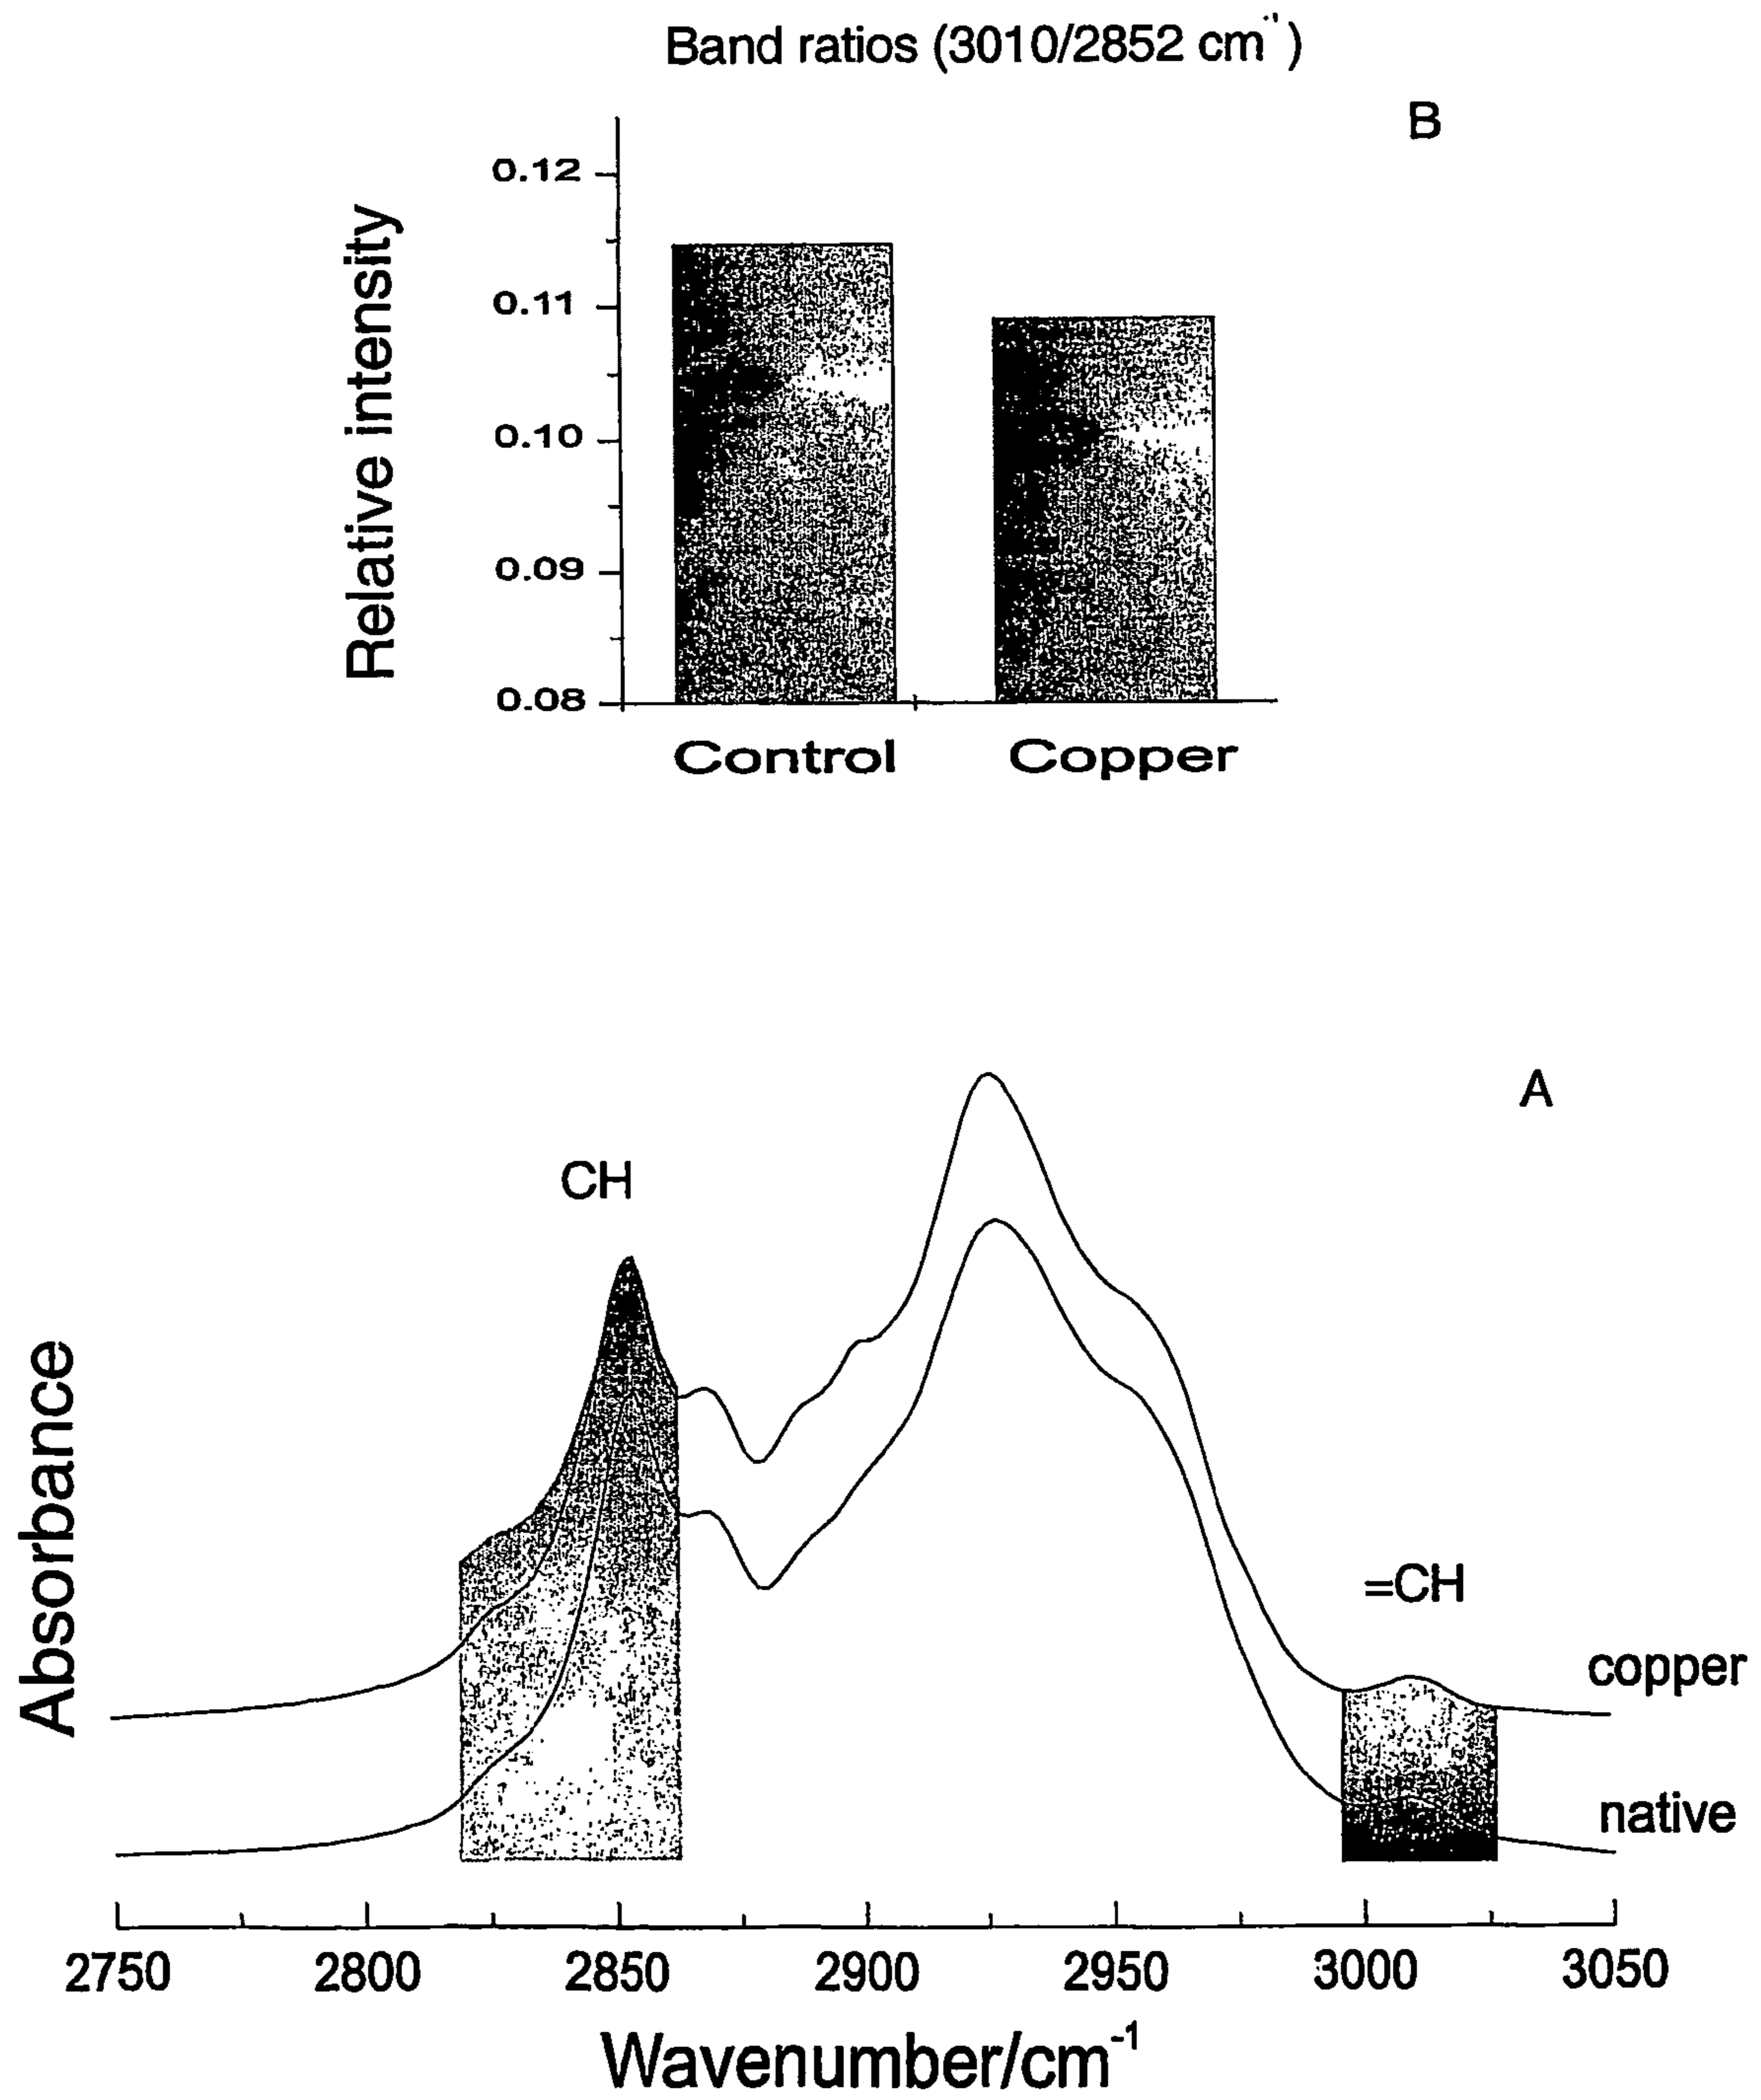 Band ratios (3010/2852 cm⁻¹)
B
0.12
0.11
0.10
0.09
0.08
Relative intensity
Control Copper
A
CH
=CH
copper
native
Absorbance
2750 2800 2850 2900 2950 3000 3050
Wavenumber/cm⁻¹